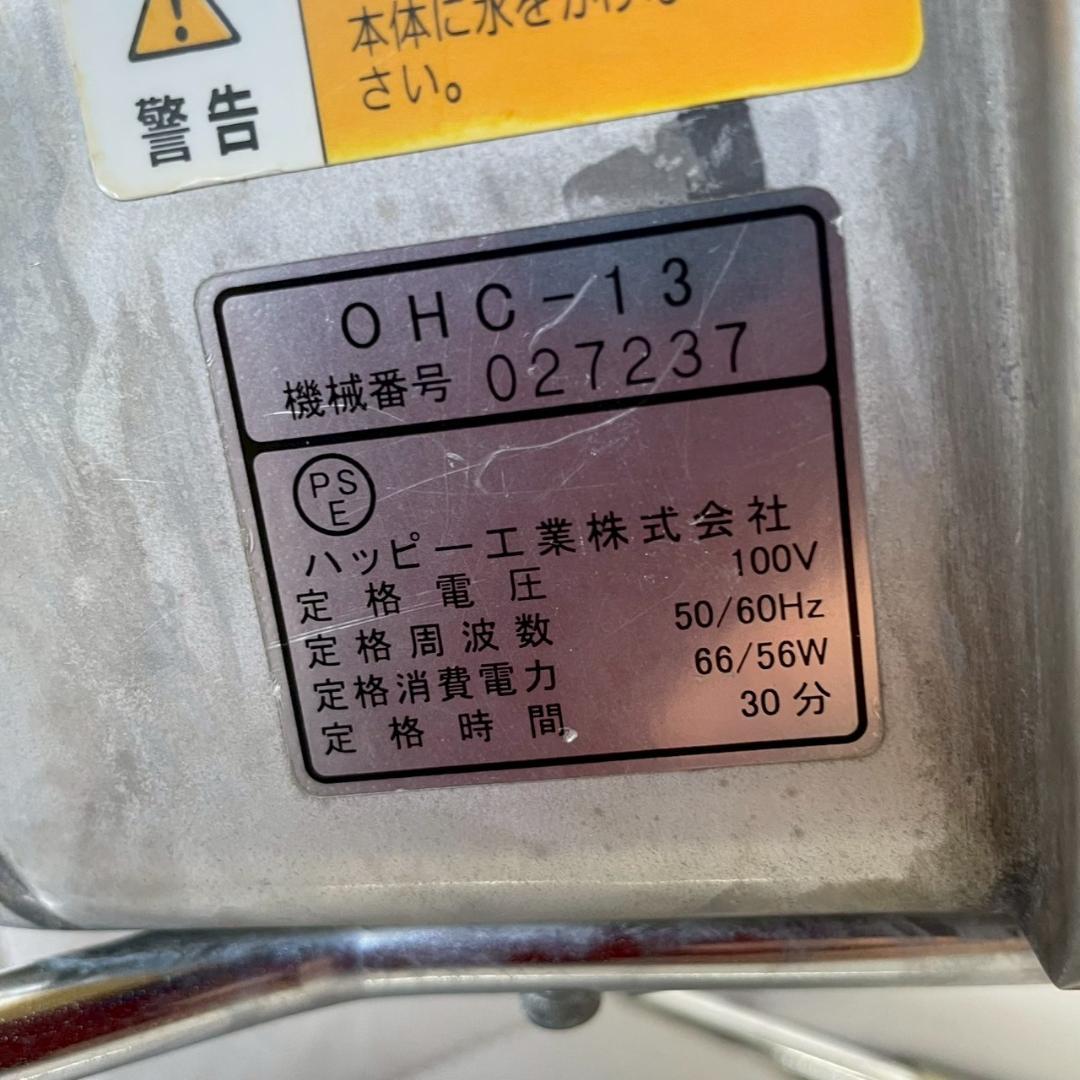 本体に水をかけな
さい。
警告
OHC-13
機械番号 027237
PS
E
ハッピー工業株式会社
定格電圧 100V
定格周波数 50/60Hz
定格消費電力 66/56W
定格時間 30分